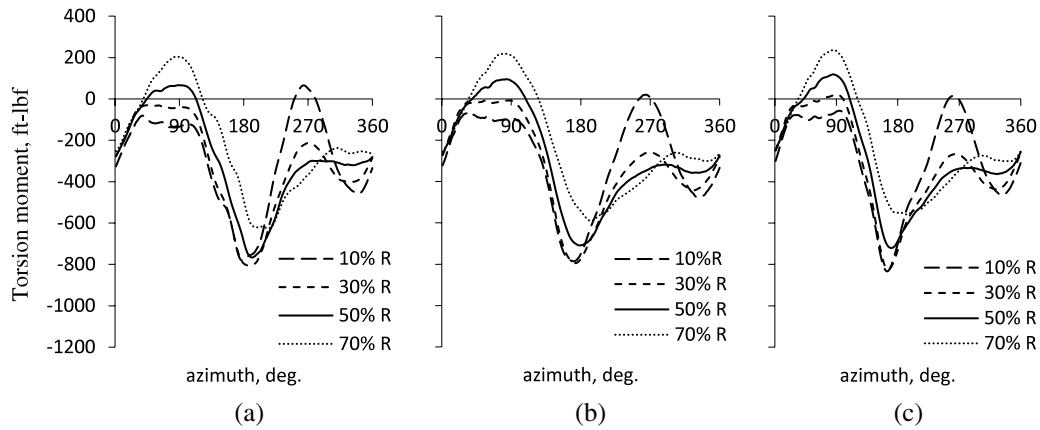 Torsion moment, ft-lbf
400
200
0
-200
-400
-600
-800
-1000
-1200
0 90 180 270 360
10% R
30% R
50% R
70% R
azimuth, deg.
(a)
0 90 180 270 360
10% R
30% R
50% R
70% R
azimuth, deg.
(b)
0 90 180 270 360
10% R
30% R
50% R
70% R
azimuth, deg.
(c)